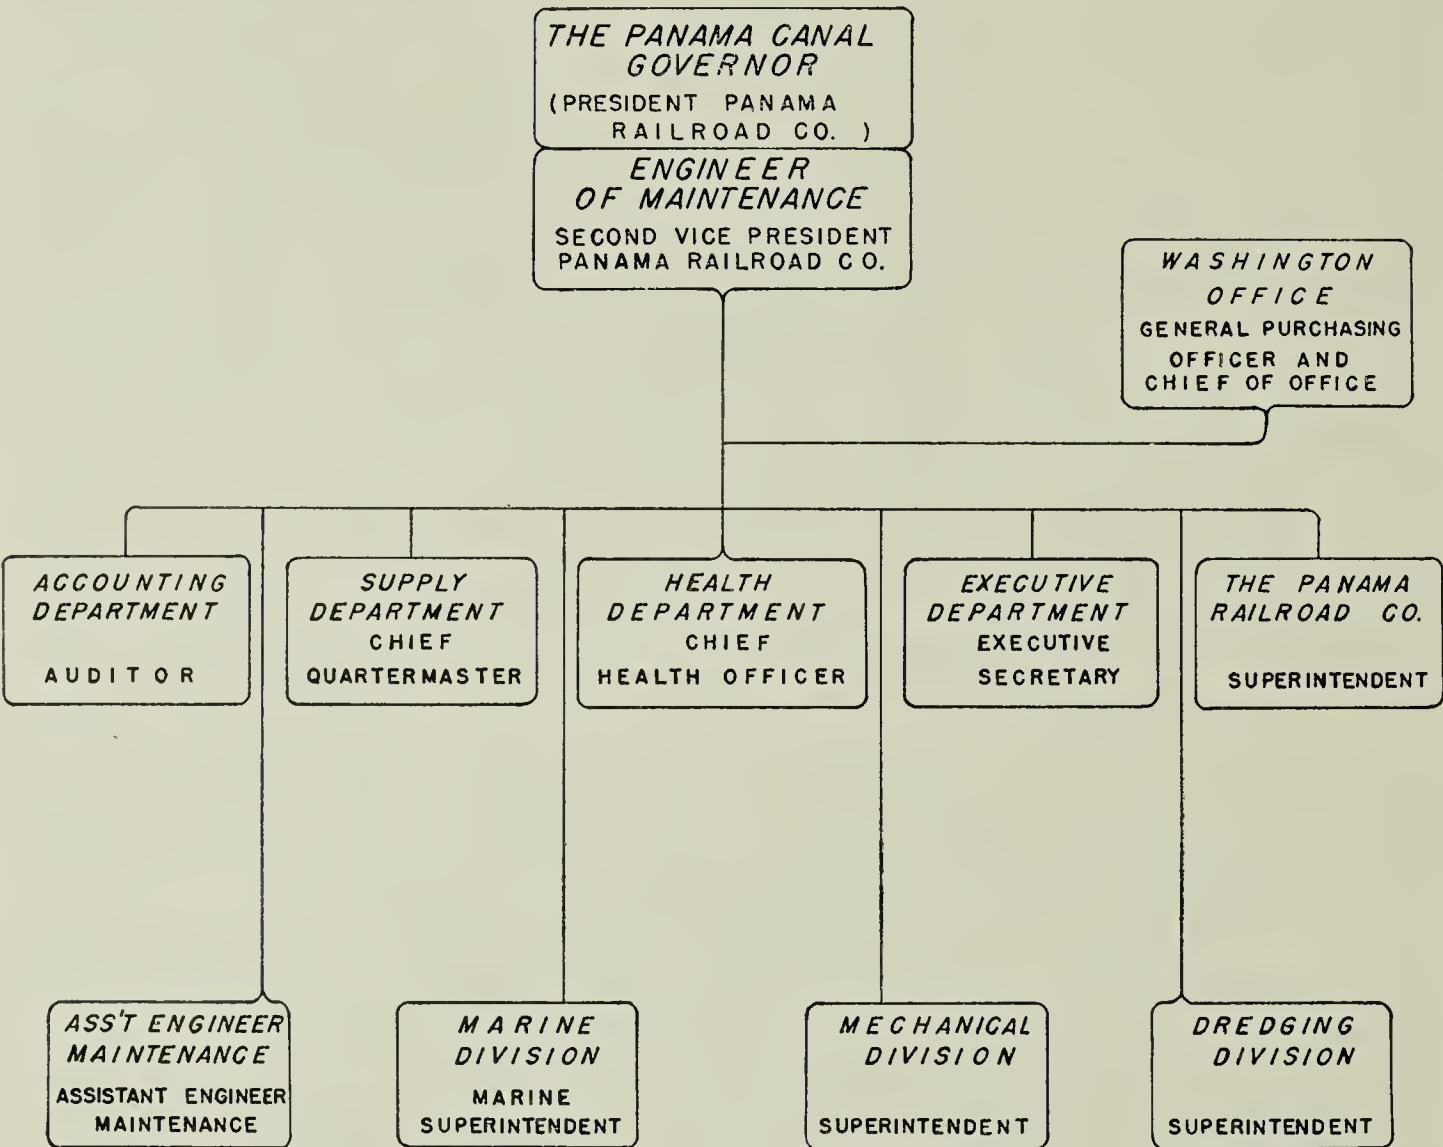 THE PANAMA CANAL
GOVERNOR
(PRESIDENT PANAMA
RAILROAD CO. )
ENGINEER
OF MAINTENANCE
SECOND VICE PRESIDENT
PANAMA RAILROAD CO.
WASHINGTON
OFFICE
GENERAL PURCHASING
OFFICER AND
CHIEF OF OFFICE
ACCOUNTING
DEPARTMENT
AUDITOR
SUPPLY
DEPARTMENT
CHIEF
QUARTERMASTER
HEALTH
DEPARTMENT
CHIEF
HEALTH OFFICER
EXECUTIVE
DEPARTMENT
EXECUTIVE
SECRETARY
THE PANAMA
RAILROAD CO.
SUPERINTENDENT
ASS'T ENGINEER
MAINTENANCE
ASSISTANT ENGINEER
MAINTENANCE
MARINE
DIVISION
MARINE
SUPERINTENDENT
MECHANICAL
DIVISION
SUPERINTENDENT
DREDGING
DIVISION
SUPERINTENDENT